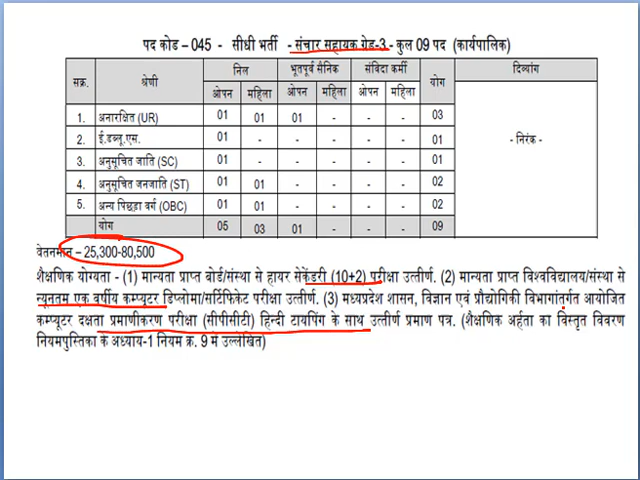 पद कोड – 045 - सीधी भर्ती - संचार सहायक ग्रेड-3 - कुल 09 पद (कार्यपालिक)
सक्र. श्रेणी निल भूतपूर्व सैनिक संविदा कर्मी योग दिव्यांग
ओपन महिला ओपन महिला ओपन महिला
1. अनारक्षित (UR) 01 01 01 - - - 03 - निरंक -
2. ई.डब्लू.एस. 01 - - - - - 01
3. अनुसूचित जाति (SC) 01 - - - - - 01
4. अनुसूचित जनजाति (ST) 01 01 - - - - 02
5. अन्य पिछड़ा वर्ग (OBC) 01 01 - - - - 02
योग 05 03 01 - - - 09
वेतनमान – 25,300-80,500
शैक्षणिक योग्यता - (1) मान्यता प्राप्त बोर्ड/संस्था से हायर सेकेंडरी (10+2) परीक्षा उत्तीर्ण. (2) मान्यता प्राप्त विश्वविद्यालय/संस्था से
न्यूनतम एक वर्षीय कम्प्यूटर डिप्लोमा/सर्टिफिकेट परीक्षा उत्तीर्ण. (3) मध्यप्रदेश शासन, विज्ञान एवं प्रौद्योगिकी विभागांतर्गत आयोजित
कम्प्यूटर दक्षता प्रमाणीकरण परीक्षा (सीपीसीटी) हिन्दी टायपिंग के साथ उत्तीर्ण प्रमाण पत्र. (शैक्षणिक अर्हता का विस्तृत विवरण
नियमपुस्तिका के अध्याय-1 नियम क्र. 9 में उल्लेखित)